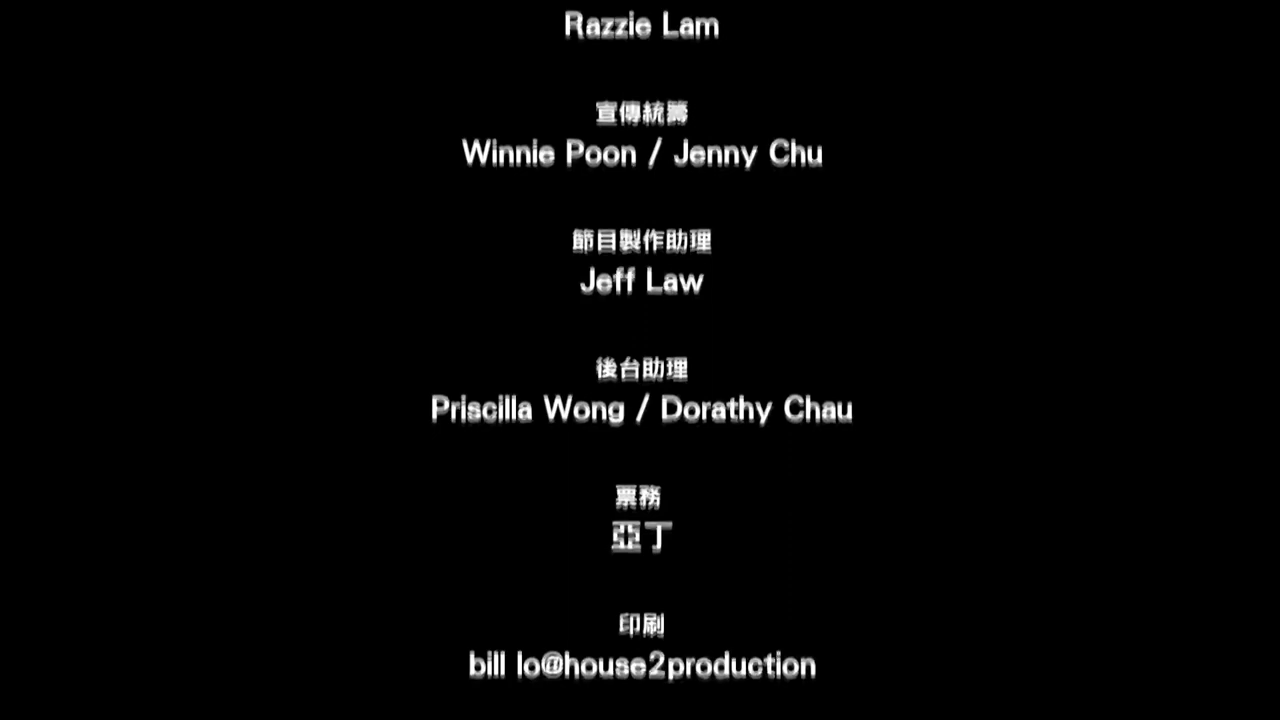 Razzie Lam
宣傳統籌
Winnie Poon / Jenny Chu
節目製作助理
Jeff Law
後台助理
Priscilla Wong / Dorathy Chau
票務
亞丁
印刷
bill lo@house2production